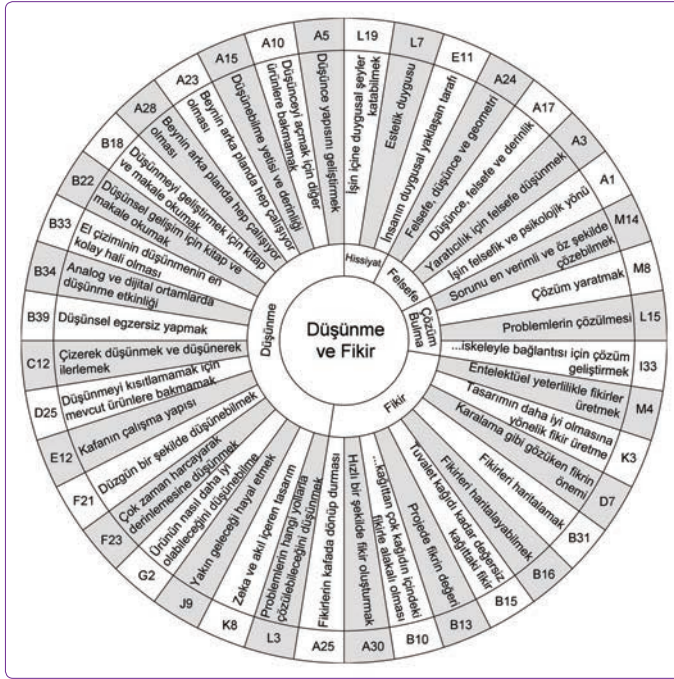 Düşünme
ve Fikir
Hissiyat
Felsefe
Çözüm
Bulma
Fikir
Düşünme
L19
İşin içine duygusal şeyler
katabilmek
L7
Estetik duygusu
E11
İnsanın duygusal yaklaşan tarafı
A24
Felsefe, düşünce ve geometri
A17
Düşünce, felsefe ve derinlik
A3
Yaratıcılık için felsefe düşünmek
A1
İşin felsefik ve psikolojik yönü
M14
Sorunu en verimli ve öz şekilde
çözebilmek
M8
Çözüm yaratmak
L15
Problemlerin çözülmesi
I33
...iskeleyle bağlantısı için çözüm
geliştirmek
M4
Entelektüel yeterlilikle fikirler
üretmek
K3
Tasarımın daha iyi olmasına
yönelik fikir üretme
D7
Karalama gibi gözüken fikrin
önemi
B31
Fikirleri haritalamak
B16
Fikirleri haritalayabilmek
B15
Tuvalet kağıdı kadar değersiz
kağıttaki fikir
B13
Projede fikrin değeri
B10
...kağıttan çok kağıdın içindeki
fikirle alakalı olması
A30
Hızlı bir şekilde fikir oluşturmak
A25
Fikirlerin kafada dönüp durması
L3
Problemlerin hangi yollarla
çözülebileceğini düşünmek
K8
Zeka ve akıl içeren tasarım
J9
Yakın geleceği hayal etmek
G2
Ürünün nasıl daha iyi
olabileceğini düşünebilme
F23
Çok zaman harcayarak
derinlemesine düşünmek
F21
Düzgün bir şekilde düşünebilmek
E12
Kafanın çalışma yapısı
D25
Düşünmeyi kısıtlamamak için
mevcut ürünlere bakmamak
C12
Çizerek düşünmek ve düşünerek
ilerlemek
B39
Düşünsel egzersiz yapmak
B34
Analog ve dijital ortamlarda
düşünme etkinliği
B33
El çiziminin düşünmenin en
kolay hali olması
B22
Düşünsel gelişim için kitap ve
makale okumak
B18
Düşünmeyi geliştirmek için kitap
ve makale okumak
A28
Beynin arka planda hep çalışıyor
olması
A23
Beynin arka planda hep çalışıyor
olması
A15
Düşünebilme yetisi ve derinliği
A10
Düşünceyi açmak için diğer
ürünlere bakmamak
A5
Düşünce yapısını geliştirmek